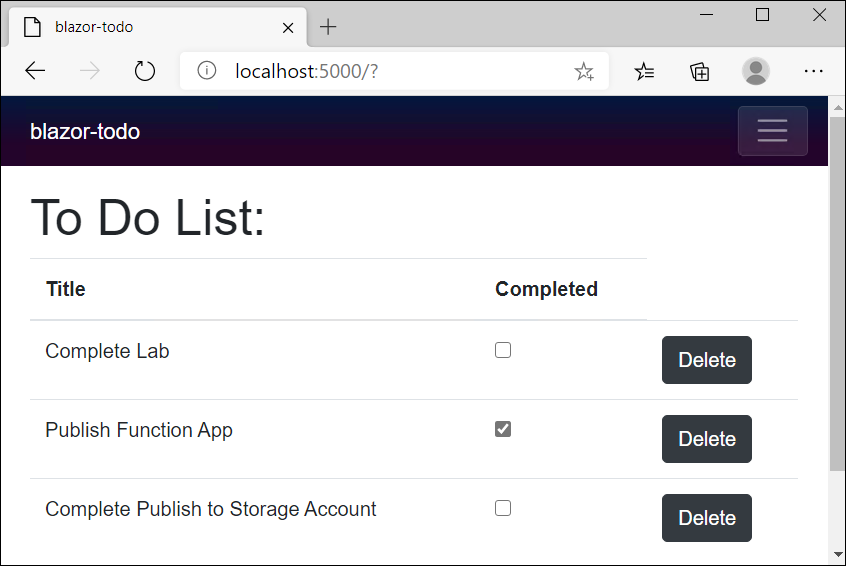 blazor-todo
localhost:5000/?
blazor-todo
To Do List:
Title Completed
Complete Lab Delete
Publish Function App Delete
Complete Publish to Storage Account Delete